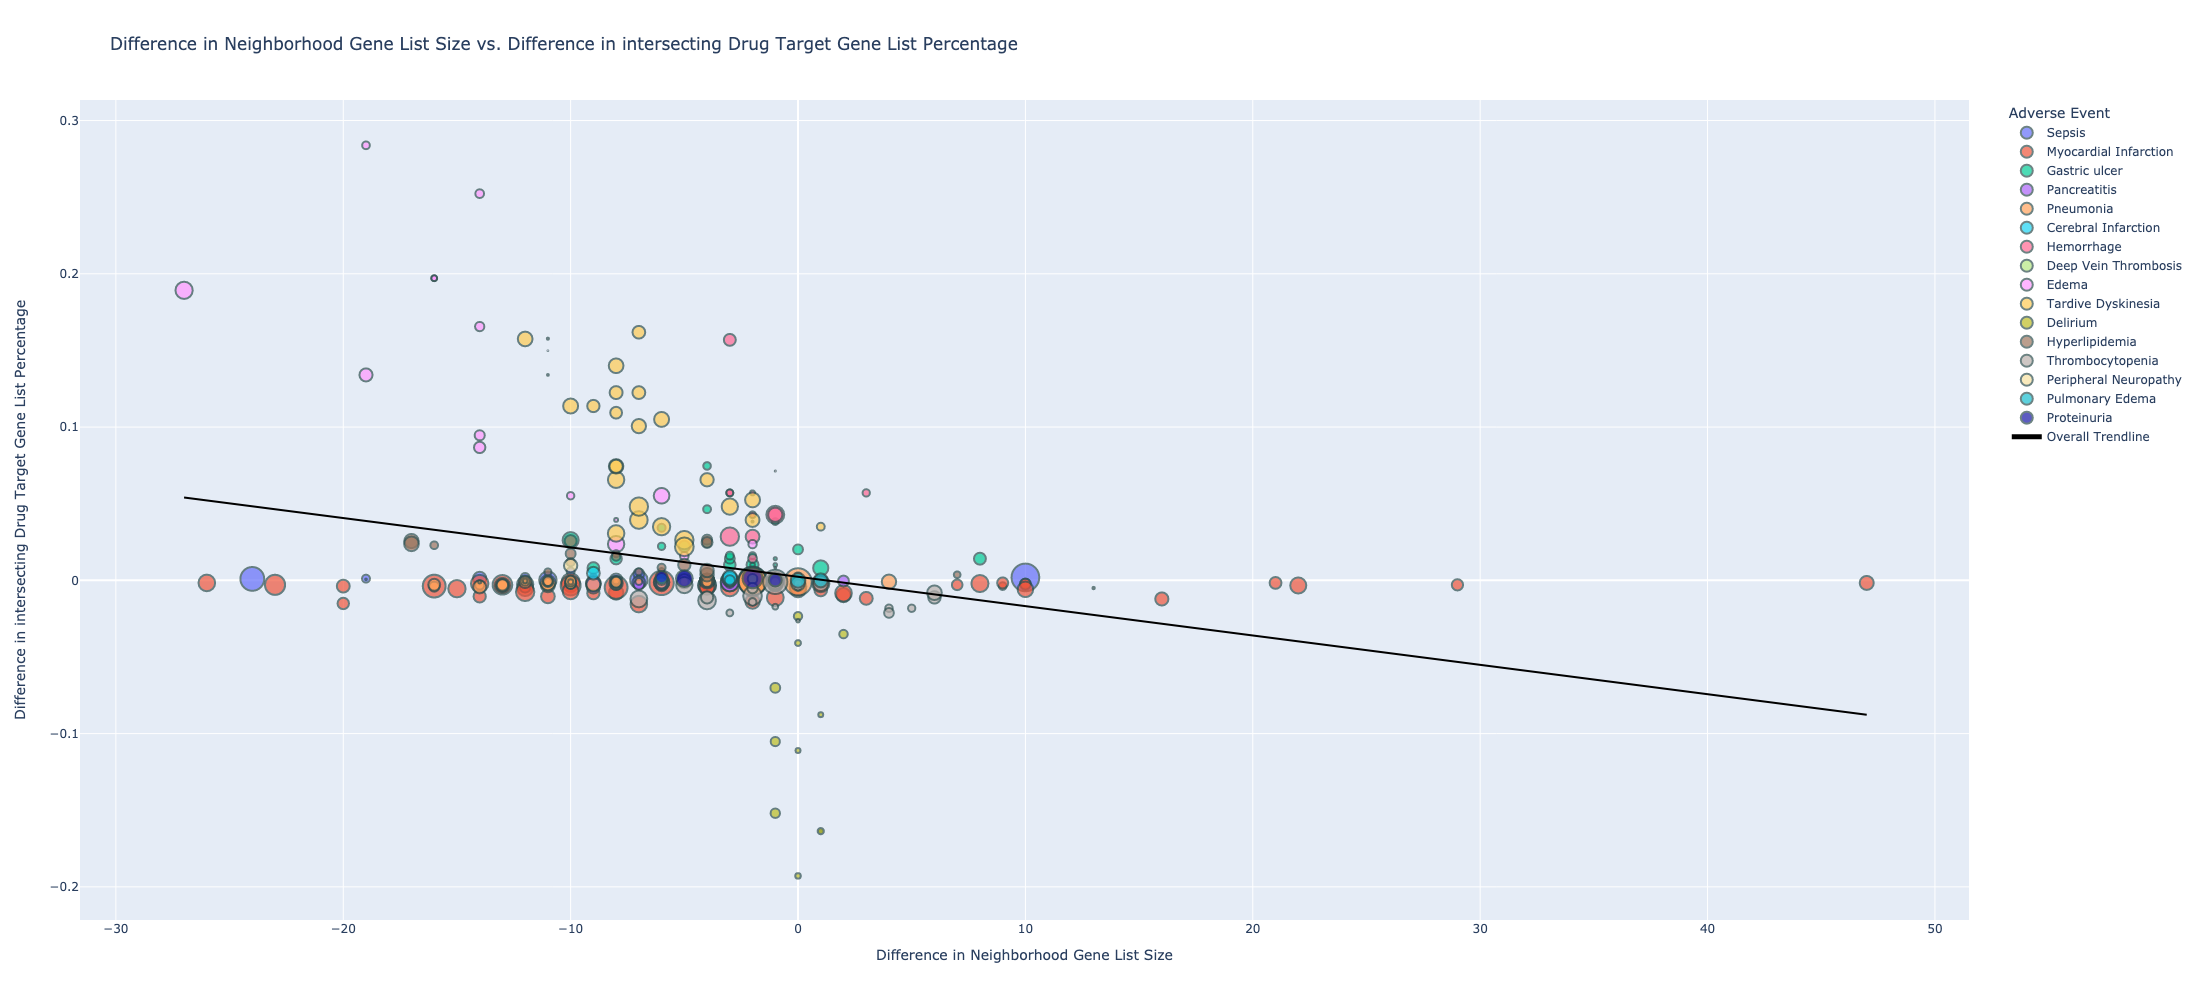 Difference in Neighborhood Gene List Size vs. Difference in intersecting Drug Target Gene List Percentage
Difference in intersecting Drug Target Gene List Percentage
0.3
0.2
0.1
0
−0.1
−0.2
−30
−20
−10
0
10
20
30
40
50
Difference in Neighborhood Gene List Size
Adverse Event
Sepsis
Myocardial Infarction
Gastric ulcer
Pancreatitis
Pneumonia
Cerebral Infarction
Hemorrhage
Deep Vein Thrombosis
Edema
Tardive Dyskinesia
Delirium
Hyperlipidemia
Thrombocytopenia
Peripheral Neuropathy
Pulmonary Edema
Proteinuria
Overall Trendline